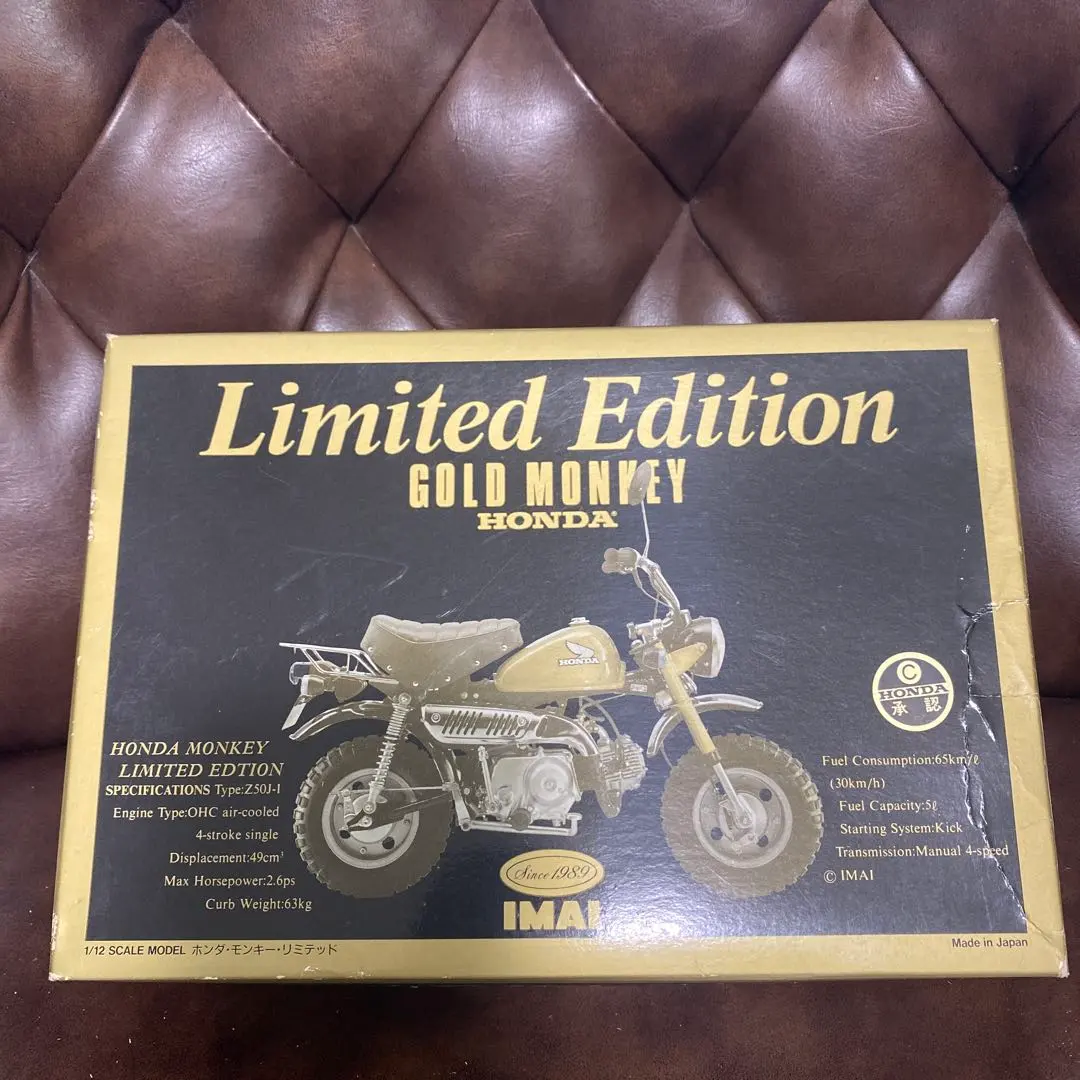 Limited Edition
GOLD MONKEY
HONDA
HONDA
©
HONDA
承認
HONDA MONKEY
LIMITED EDTION
SPECIFICATIONS Type:Z50J-I
Engine Type:OHC air-cooled
4-stroke single
Displacement:49cm³
Max Horsepower:2.6ps
Curb Weight:63kg
Fuel Consumption:65km/ℓ
(30km/h)
Fuel Capacity:5ℓ
Starting System:Kick
Transmission:Manual 4-speed
© IMAI
Since 1989
IMAI
1/12 SCALE MODEL ホンダ・モンキー・リミテッド
Made in Japan